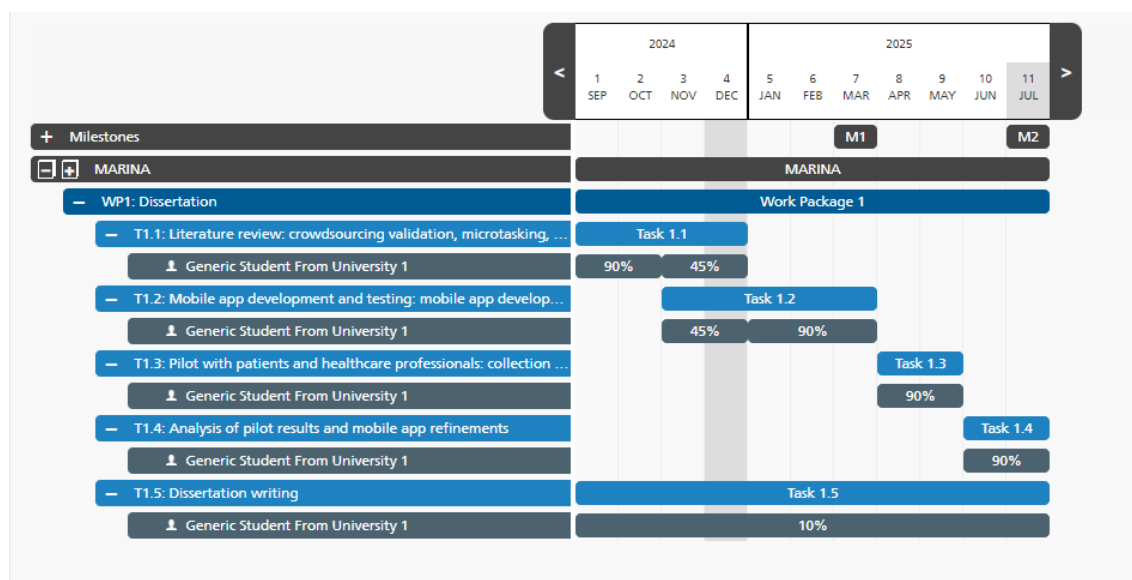 2024 2025
< 1 2 3 4 5 6 7 8 9 10 11 >
SEP OCT NOV DEC JAN FEB MAR APR MAY JUN JUL
+ Milestones M1 M2
MARINA MARINA
WP1: Dissertation Work Package 1
T1.1: Literature review: crowdsourcing validation, microtasking, ... Task 1.1
Generic Student From University 1 90% 45%
T1.2: Mobile app development and testing: mobile app develop... Task 1.2
Generic Student From University 1 45% 90%
T1.3: Pilot with patients and healthcare professionals: collection ... Task 1.3
Generic Student From University 1 90%
T1.4: Analysis of pilot results and mobile app refinements Task 1.4
Generic Student From University 1 90%
T1.5: Dissertation writing Task 1.5
Generic Student From University 1 10%